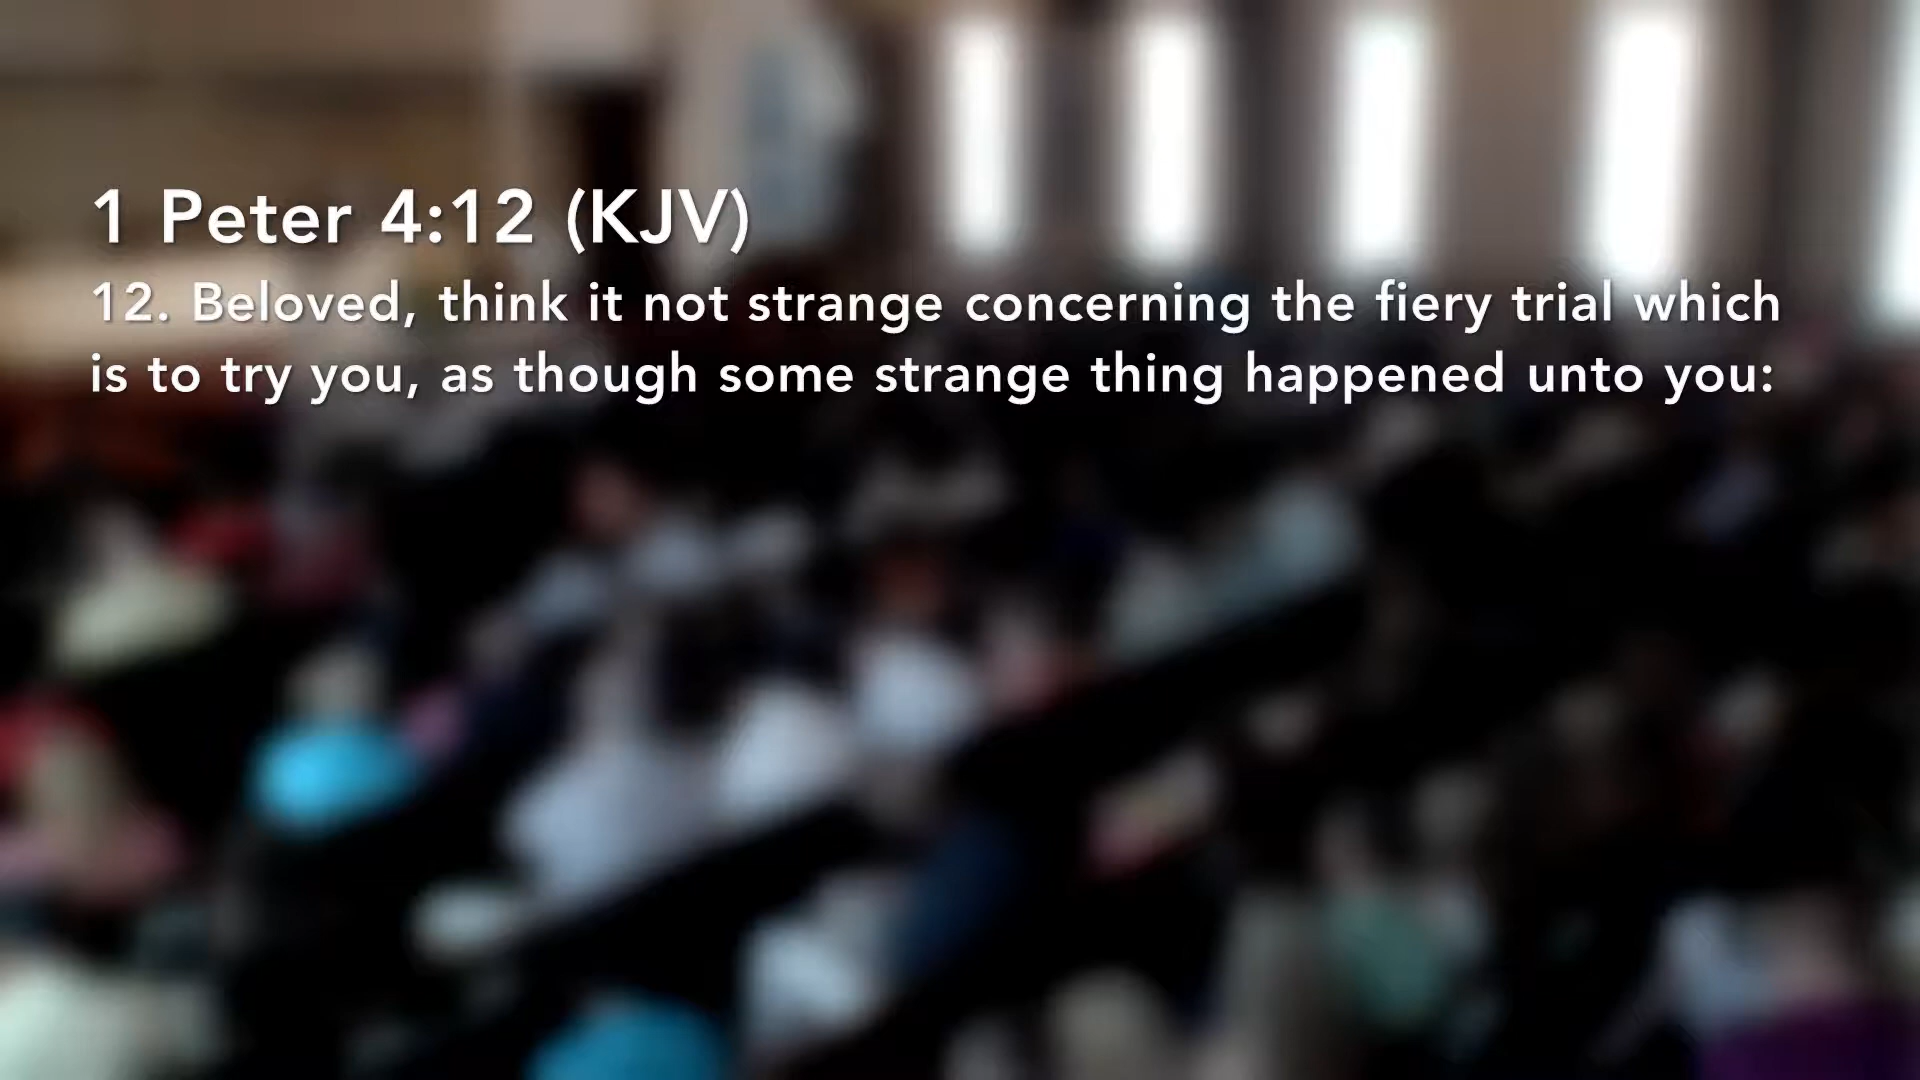 1 Peter 4:12 (KJV)
12. Beloved, think it not strange concerning the fiery trial which
is to try you, as though some strange thing happened unto you: